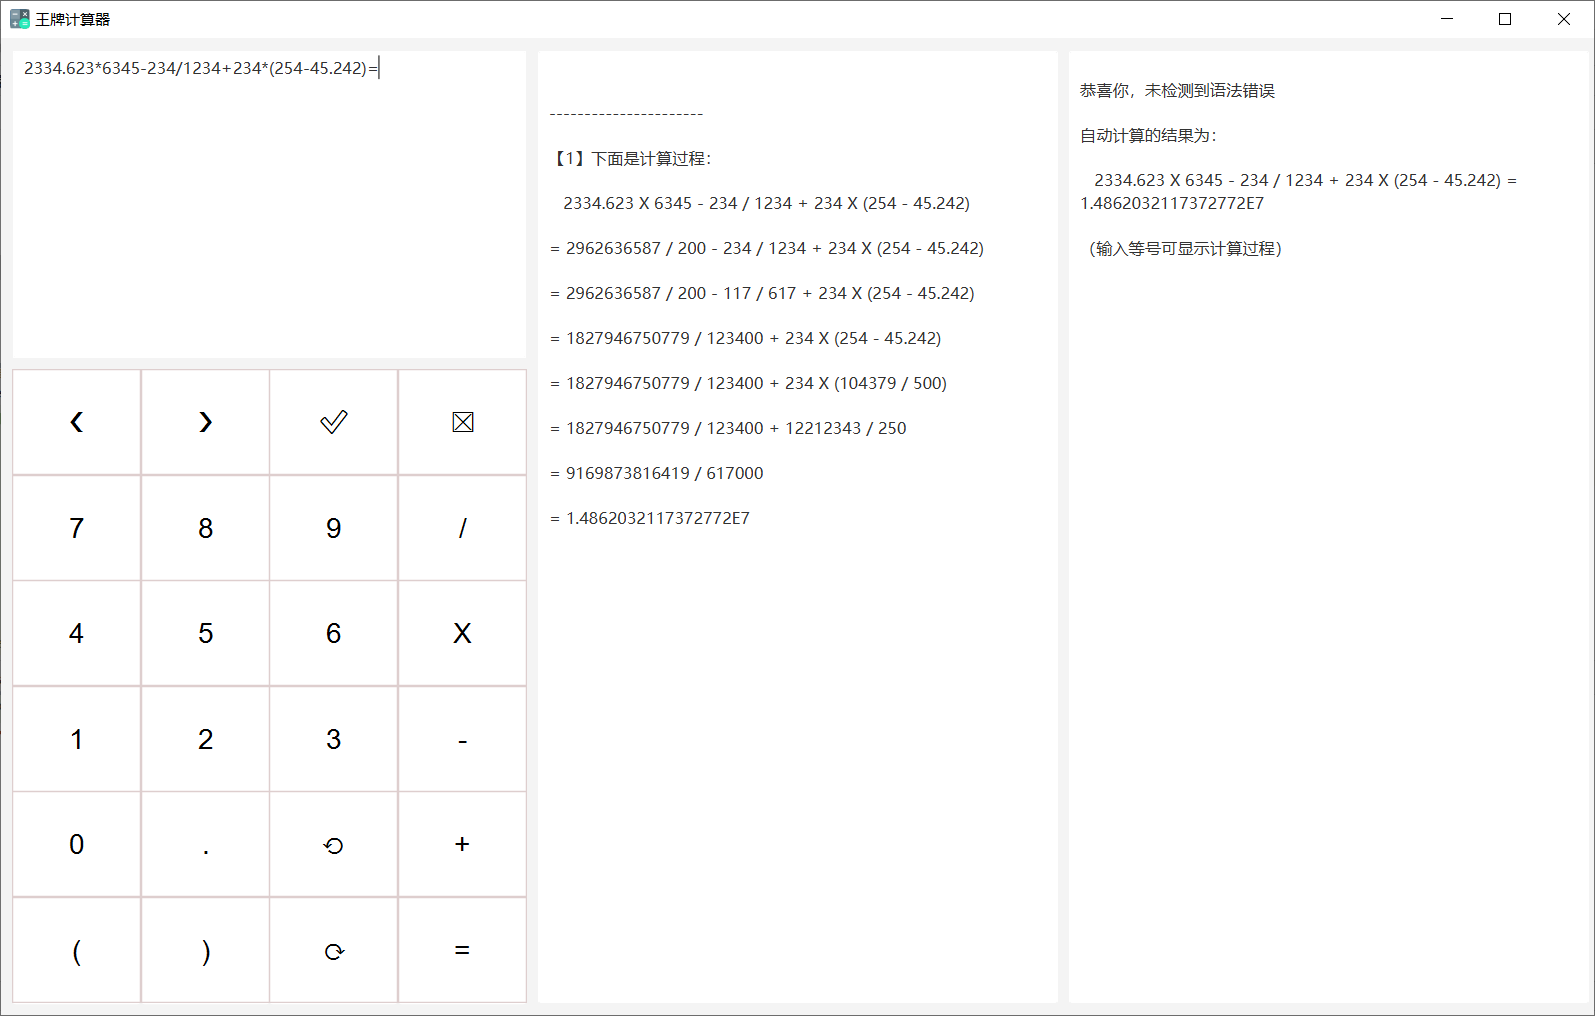 王牌计算器
2334.623*6345-234/1234+234*(254-45.242)=
‹ › ✓ ☒
7 8 9 /
4 5 6 X
1 2 3 -
0 . ⟲ +
( ) ⟳ =
----------------------
【1】下面是计算过程：
2334.623 X 6345 - 234 / 1234 + 234 X (254 - 45.242)
= 2962636587 / 200 - 234 / 1234 + 234 X (254 - 45.242)
= 2962636587 / 200 - 117 / 617 + 234 X (254 - 45.242)
= 1827946750779 / 123400 + 234 X (254 - 45.242)
= 1827946750779 / 123400 + 234 X (104379 / 500)
= 1827946750779 / 123400 + 12212343 / 250
= 9169873816419 / 617000
= 1.4862032117372772E7
恭喜你，未检测到语法错误
自动计算的结果为：
2334.623 X 6345 - 234 / 1234 + 234 X (254 - 45.242) =
1.4862032117372772E7
（输入等号可显示计算过程）